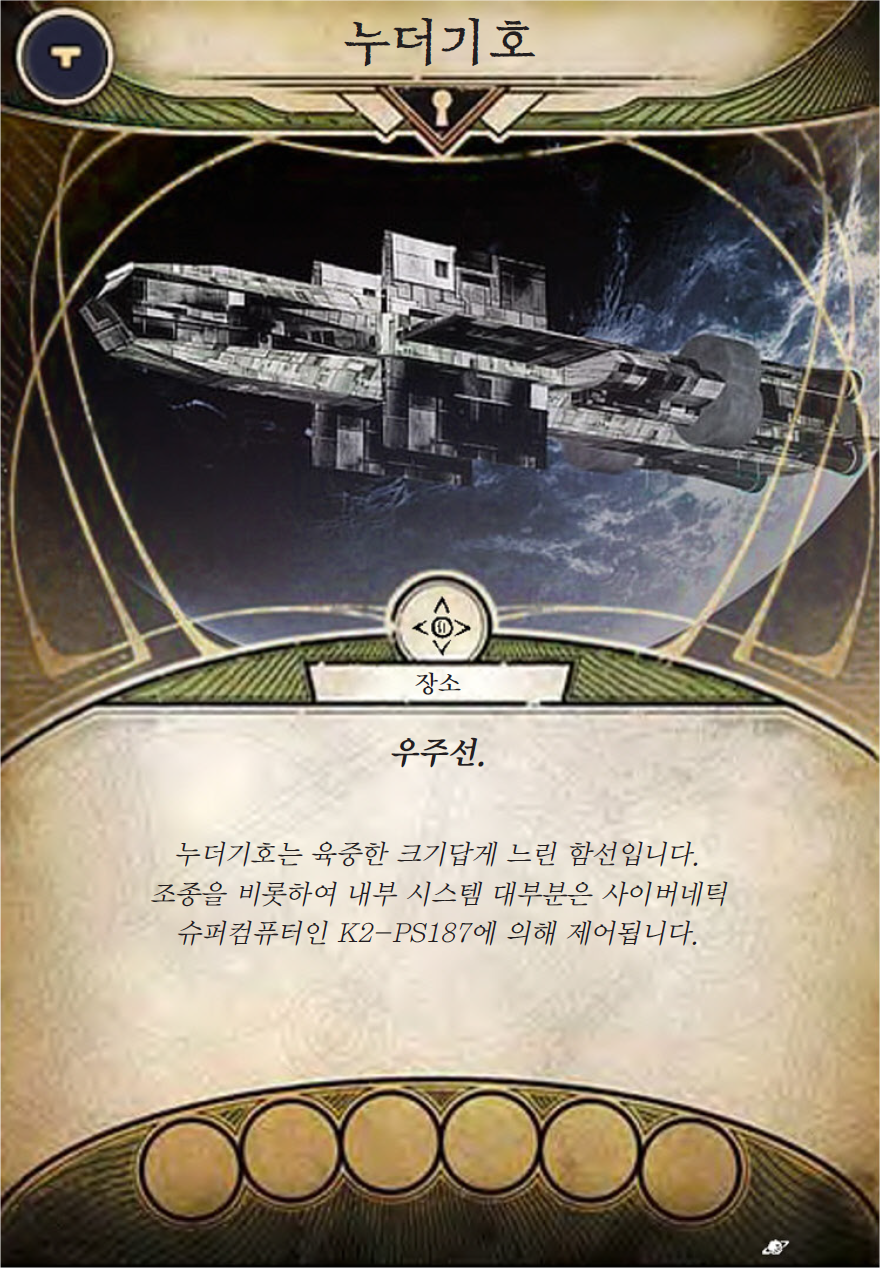 누더기호
장소
우주선.
누더기호는 육중한 크기답게 느린 함선입니다.
조종을 비롯하여 내부 시스템 대부분은 사이버네틱
슈퍼컴퓨터인 K2-PS187에 의해 제어됩니다.